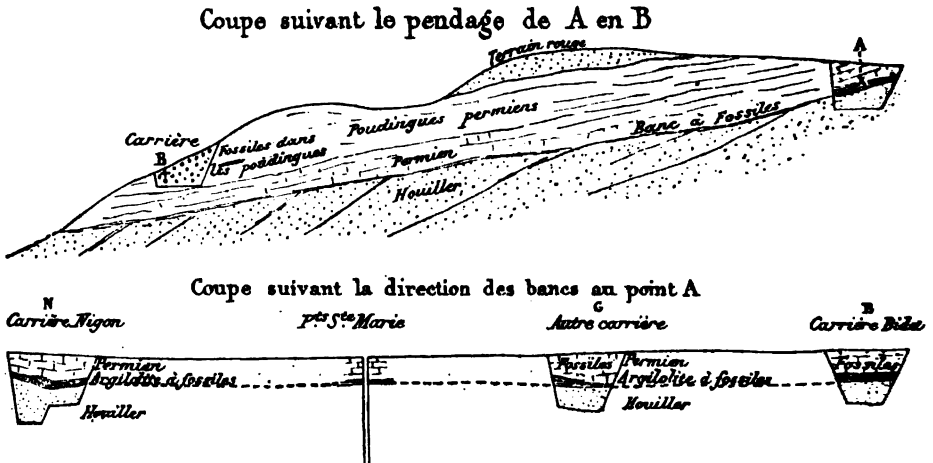 Coupe suivant le pendage de A en B
Terrain rouge
A
Poudingues permiens
Banc à Fossiles
Carrière
B
Fossiles dans
les poudingues
Permien
Houiller
Coupe suivant la direction des bancs au point A
N
Carrière Nigon
Pts Ste Marie
G
Autre carrière
B
Carrière Bidet
Permien
Argilolite à fossiles
Houiller
Fossiles
Permien
Argilolite à fossiles
Houiller
Fossiles